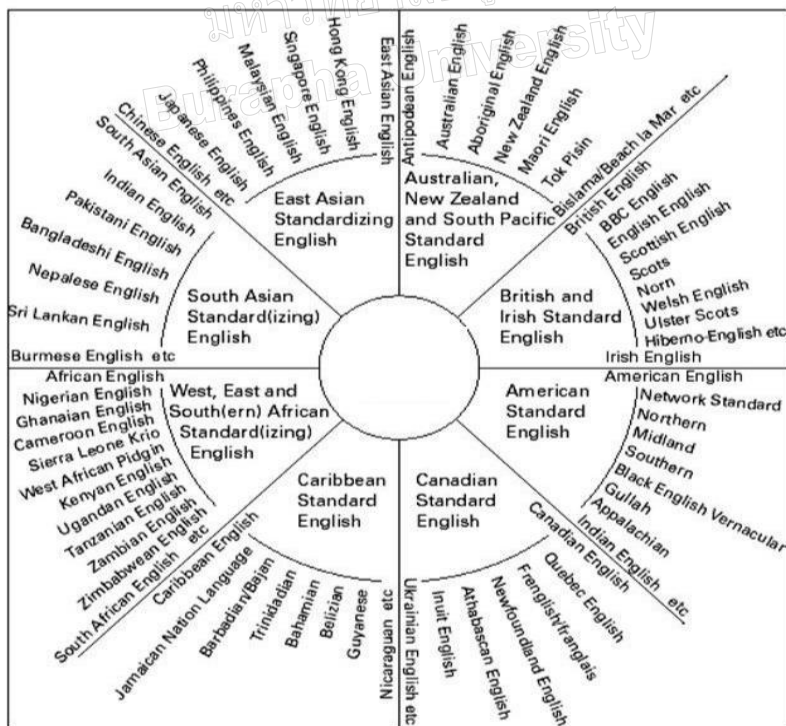 Burapha University
East Asian
Standardizing
English
Chinese English etc
Japanese English
Philippines English
Malaysian English
Singapore English
Hong Kong English
East Asian English
Australian,
New Zealand
and South Pacific
Standard
English
Antipodean English
Australian English
Aboriginal English
New Zealand English
Maori English
Tok Pisin
Bislama/Beach la Mar etc
British and
Irish Standard
English
British English
BBC English
English English
Scottish English
Scots
Norn
Welsh English
Ulster Scots
Hiberno-English etc
Irish English
American
Standard
English
American English
Network Standard
Northern
Midland
Southern
Black English Vernacular
Gullah
Appalachian
Indian English etc
Canadian
Standard
English
Canadian English
Quebec English
Frenglish/franglais
Newfoundland English
Athabascan English
Inuit English
Ukrainian English etc
Caribbean
Standard
English
Caribbean English
Jamaican Nation Language
Barbadian/Bajan
Trinidadian
Bahamian
Belizian
Guyanese
Nicaraguan etc
West, East and
South(ern) African
Standard(izing)
English
African English
Nigerian English
Ghanaian English
Cameroon English
Sierra Leone Krio
West African Pidgin
Kenyan English
Ugandan English
Tanzanian English
Zambian English
Zimbabwean English
South African English etc
South Asian
Standard(izing)
English
South Asian English
Indian English
Pakistani English
Bangladeshi English
Nepalese English
Sri Lankan English
Burmese English etc